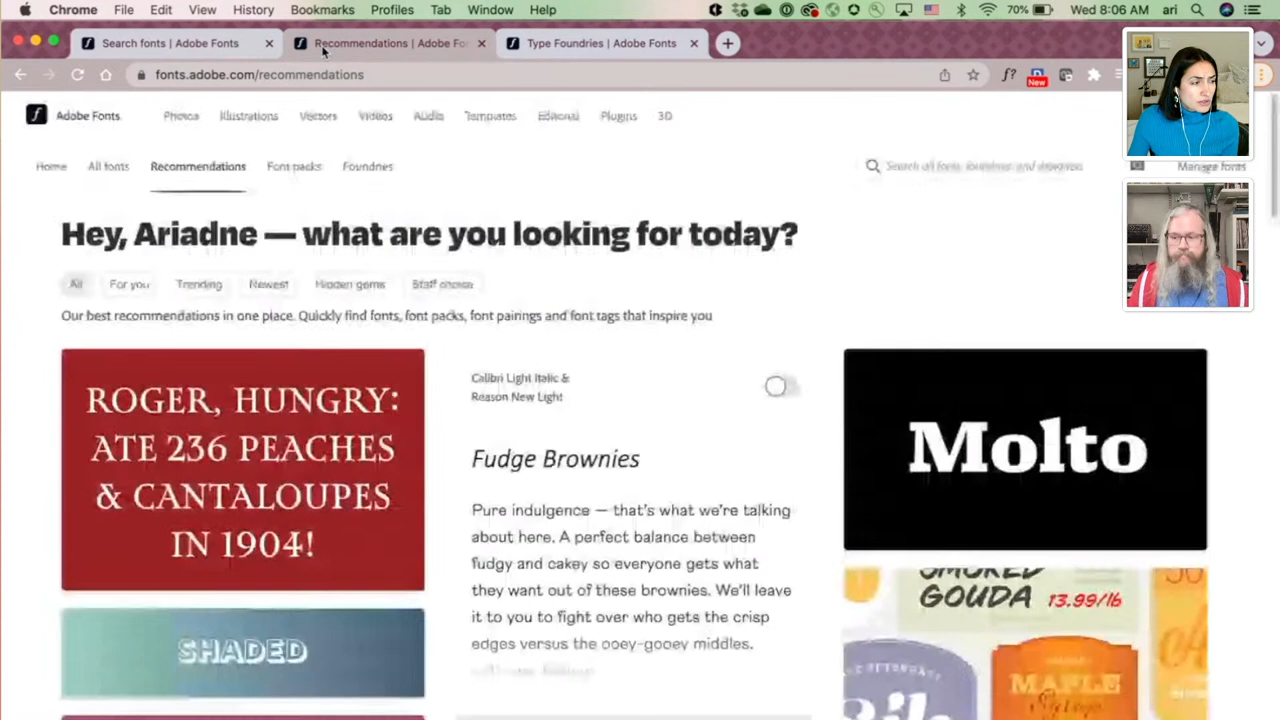 Chrome File Edit View History Bookmarks Profiles Tab Window Help 70% Wed 8:06 AM ari
Search fonts | Adobe Fonts
Recommendations | Adobe Fo
Type Foundries | Adobe Fonts
fonts.adobe.com/recommendations
f?
New
Adobe Fonts Photos Illustrations Vectors Videos Audio Templates Editorial Plugins 3D
Home All fonts Recommendations Font packs Foundries Search all fonts, foundries and designers Manage fonts
Hey, Ariadne — what are you looking for today?
All For you Trending Newest Hidden gems Staff choice
Our best recommendations in one place. Quickly find fonts, font packs, font pairings and font tags that inspire you
ROGER, HUNGRY:
ATE 236 PEACHES
& CANTALOUPES
IN 1904!
SHADED
Calibri Light Italic &
Reason New Light
Fudge Brownies
Pure indulgence — that's what we're talking
about here. A perfect balance between
fudgy and cakey so everyone gets what
they want out of these brownies. We'll leave
it to you to fight over who gets the crisp
edges versus the ooey-gooey middles.
Molto
SMOKED
GOUDA 13.99/lb
MAPLE